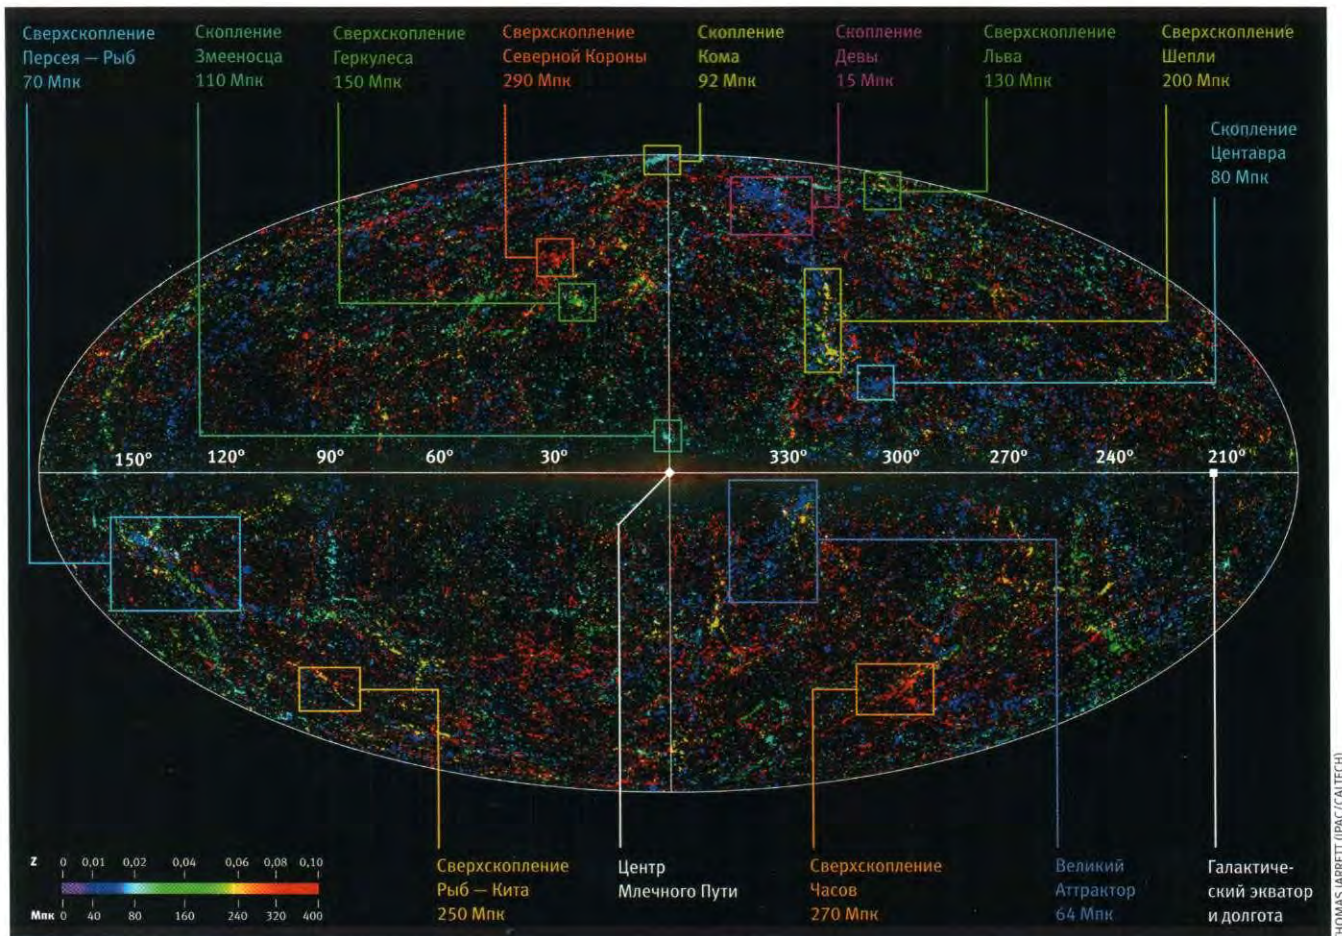 Сверхскопление
Персея — Рыб
70 Мпк
Скопление
Змееносца
110 Мпк
Сверхскопление
Геркулеса
150 Мпк
Сверхскопление
Северной Короны
290 Мпк
Скопление
Кома
92 Мпк
Скопление
Девы
15 Мпк
Сверхскопление
Льва
130 Мпк
Сверхскопление
Шепли
200 Мпк
Скопление
Центавра
80 Мпк
150° 120° 90° 60° 30° 330° 300° 270° 240° 210°
Z 0 0,01 0,02 0,04 0,06 0,08 0,10
Мпк 0 40 80 160 240 320 400
Сверхскопление
Рыб — Кита
250 Мпк
Центр
Млечного Пути
Сверхскопление
Часов
270 Мпк
Великий
Аттрактор
64 Мпк
Галактиче-
ский экватор
и долгота
THOMAS JARRETT (IPAC/CALTECH)